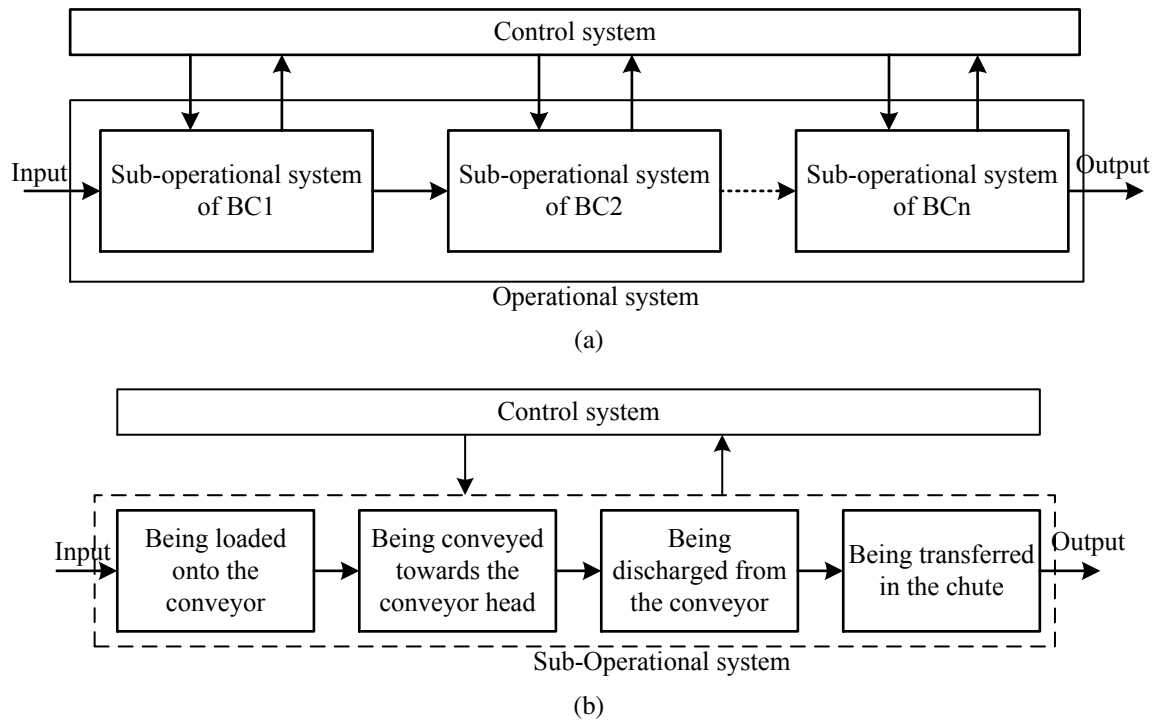 Control system
Input
Sub-operational system
of BC1
Sub-operational system
of BC2
Sub-operational system
of BCn
Output
Operational system
(a)
Control system
Input
Being loaded
onto the
conveyor
Being conveyed
towards the
conveyor head
Being
discharged from
the conveyor
Being transferred
in the chute
Output
Sub-Operational system
(b)